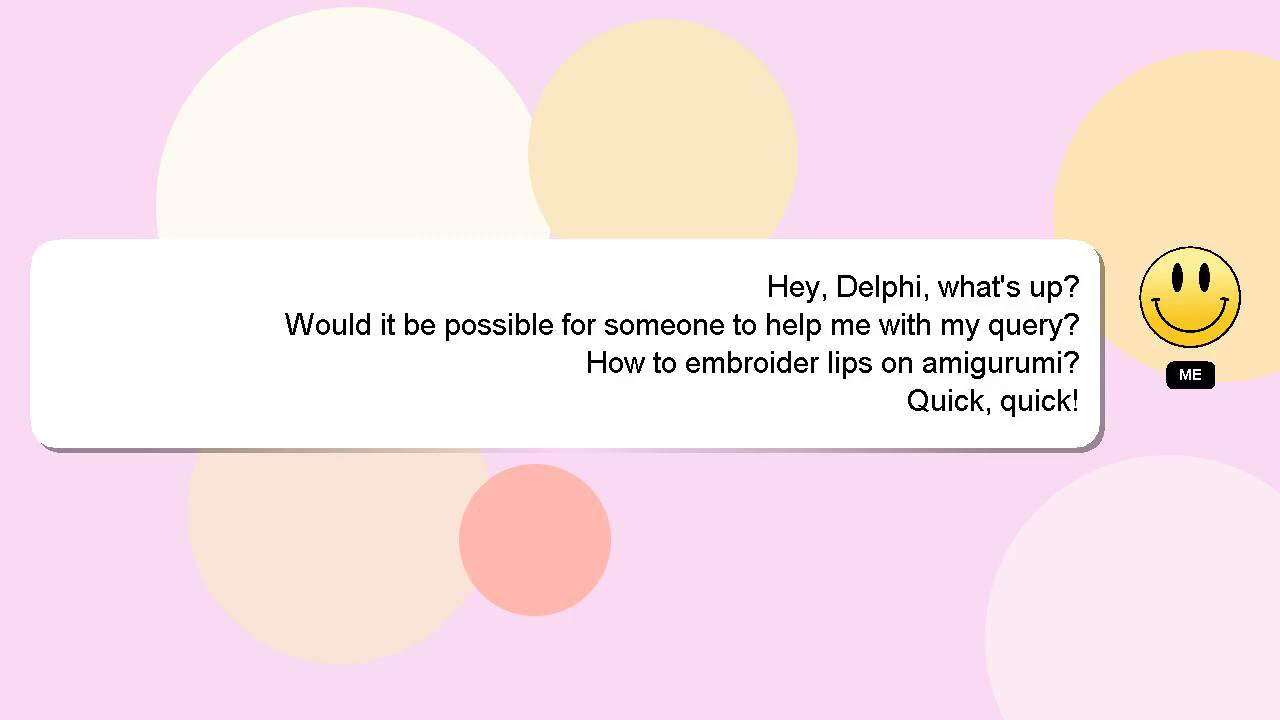 Hey, Delphi, what's up?
Would it be possible for someone to help me with my query?
How to embroider lips on amigurumi?
Quick, quick!
ME